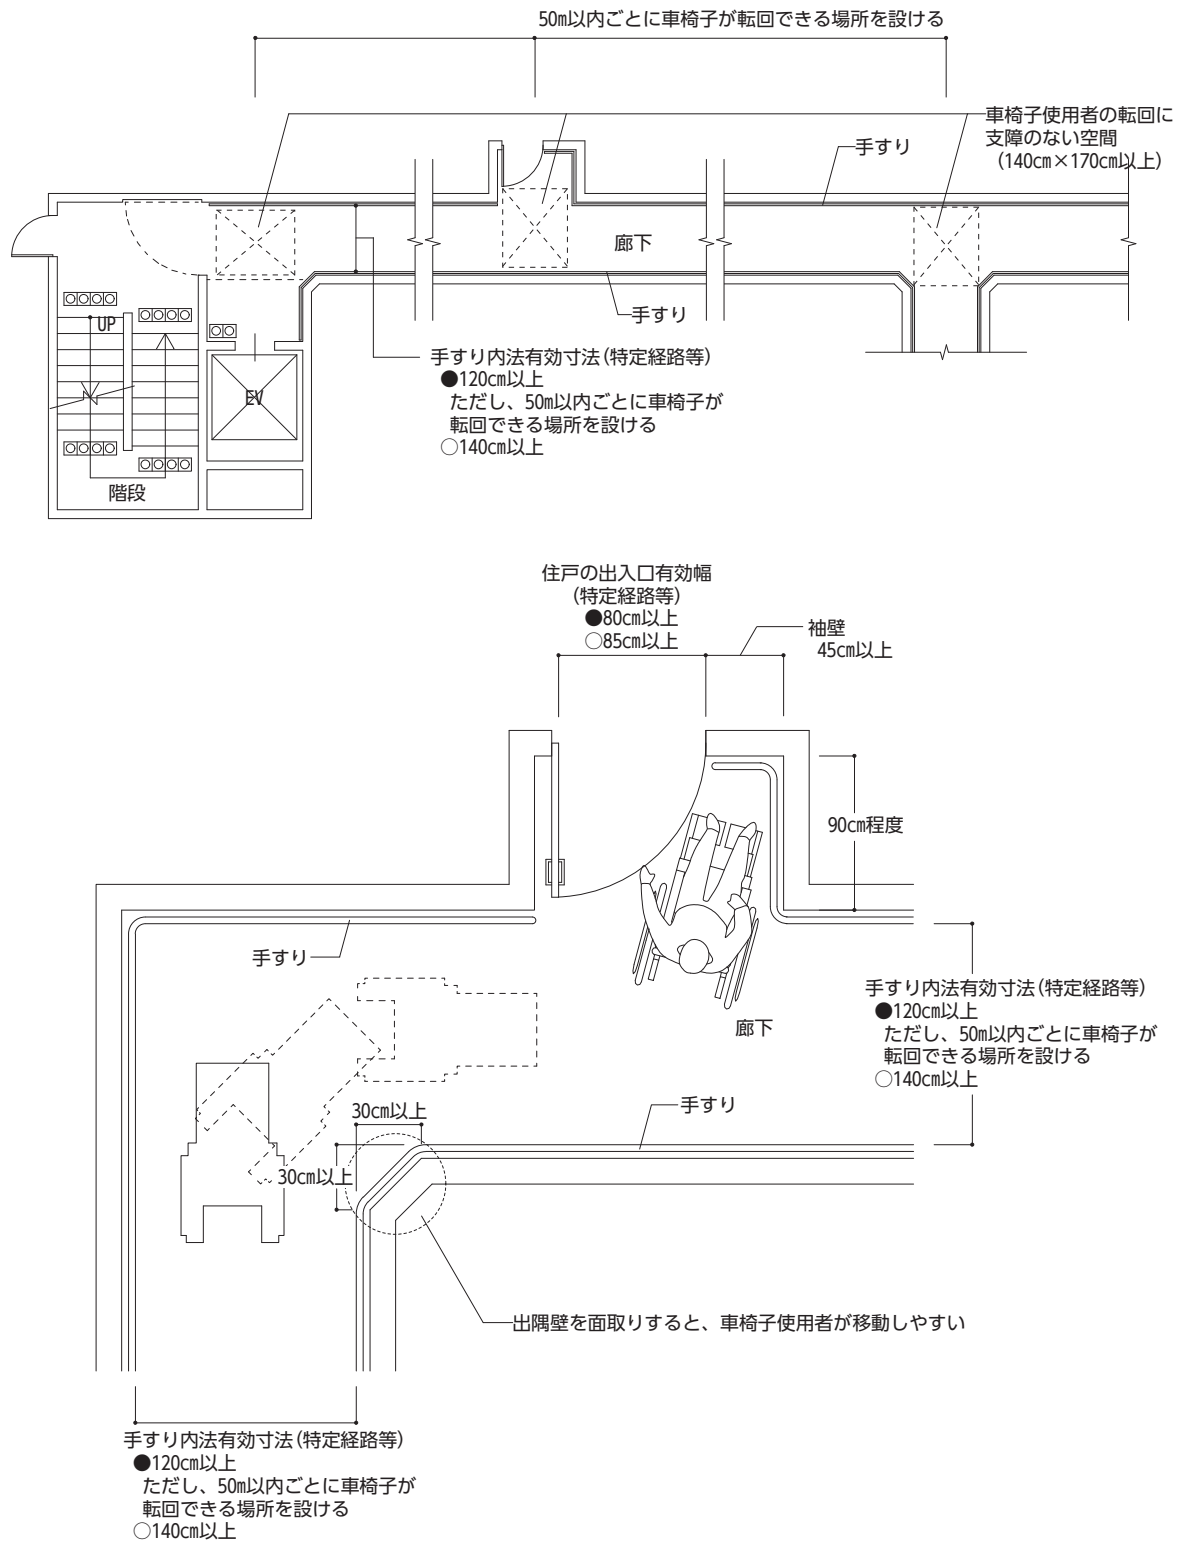 50m以内ごとに車椅子が転回できる場所を設ける
車椅子使用者の転回に
支障のない空間
(140cm×170cm以上)
手すり
廊下
手すり
UP
EV
階段
手すり内法有効寸法(特定経路等)
●120cm以上
ただし、50m以内ごとに車椅子が
転回できる場所を設ける
○140cm以上
住戸の出入口有効幅
(特定経路等)
●80cm以上
○85cm以上
袖壁
45cm以上
90cm程度
手すり
廊下
手すり内法有効寸法(特定経路等)
●120cm以上
ただし、50m以内ごとに車椅子が
転回できる場所を設ける
○140cm以上
30cm以上
手すり
30cm以上
出隅壁を面取りすると、車椅子使用者が移動しやすい
手すり内法有効寸法(特定経路等)
●120cm以上
ただし、50m以内ごとに車椅子が
転回できる場所を設ける
○140cm以上